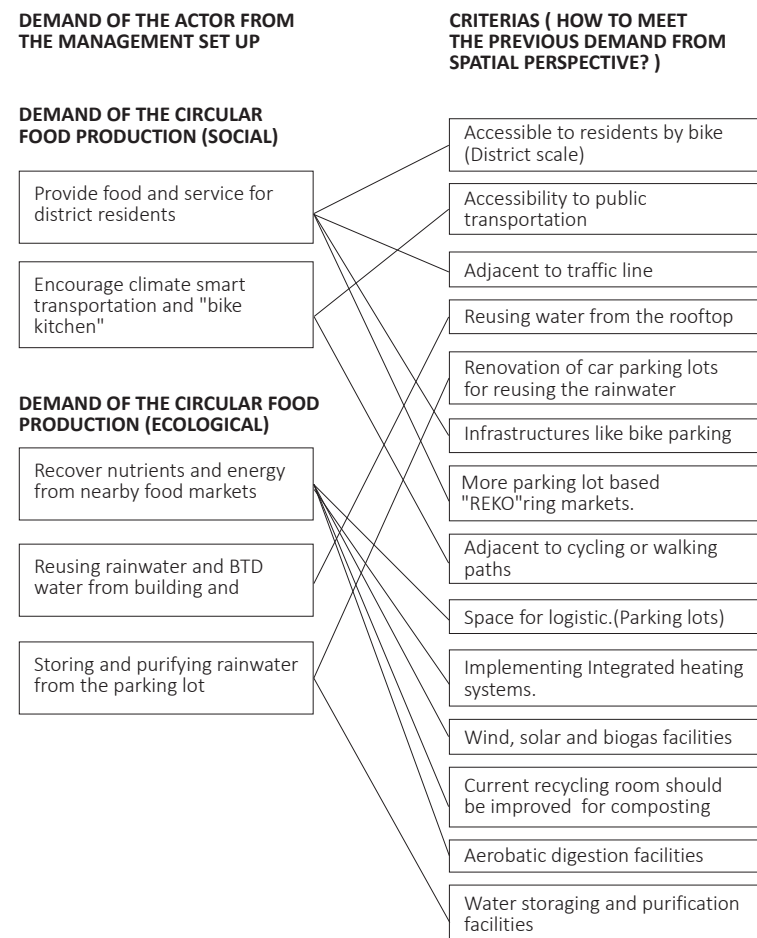 DEMAND OF THE ACTOR FROM
THE MANAGEMENT SET UP
DEMAND OF THE CIRCULAR
FOOD PRODUCTION (SOCIAL)
Provide food and service for
district residents
Encourage climate smart
transportation and "bike
kitchen"
DEMAND OF THE CIRCULAR FOOD
PRODUCTION (ECOLOGICAL)
Recover nutrients and energy
from nearby food markets
Reusing rainwater and BTD
water from building and
Storing and purifying rainwater
from the parking lot
CRITERIAS ( HOW TO MEET
THE PREVIOUS DEMAND FROM
SPATIAL PERSPECTIVE? )
Accessible to residents by bike
(District scale)
Accessibility to public
transportation
Adjacent to traffic line
Reusing water from the rooftop
Renovation of car parking lots
for reusing the rainwater
Infrastructures like bike parking
More parking lot based
"REKO"ring markets.
Adjacent to cycling or walking
paths
Space for logistic.(Parking lots)
Implementing Integrated heating
systems.
Wind, solar and biogas facilities
Current recycling room should
be improved for composting
Aerobatic digestion facilities
Water storaging and purification
facilities